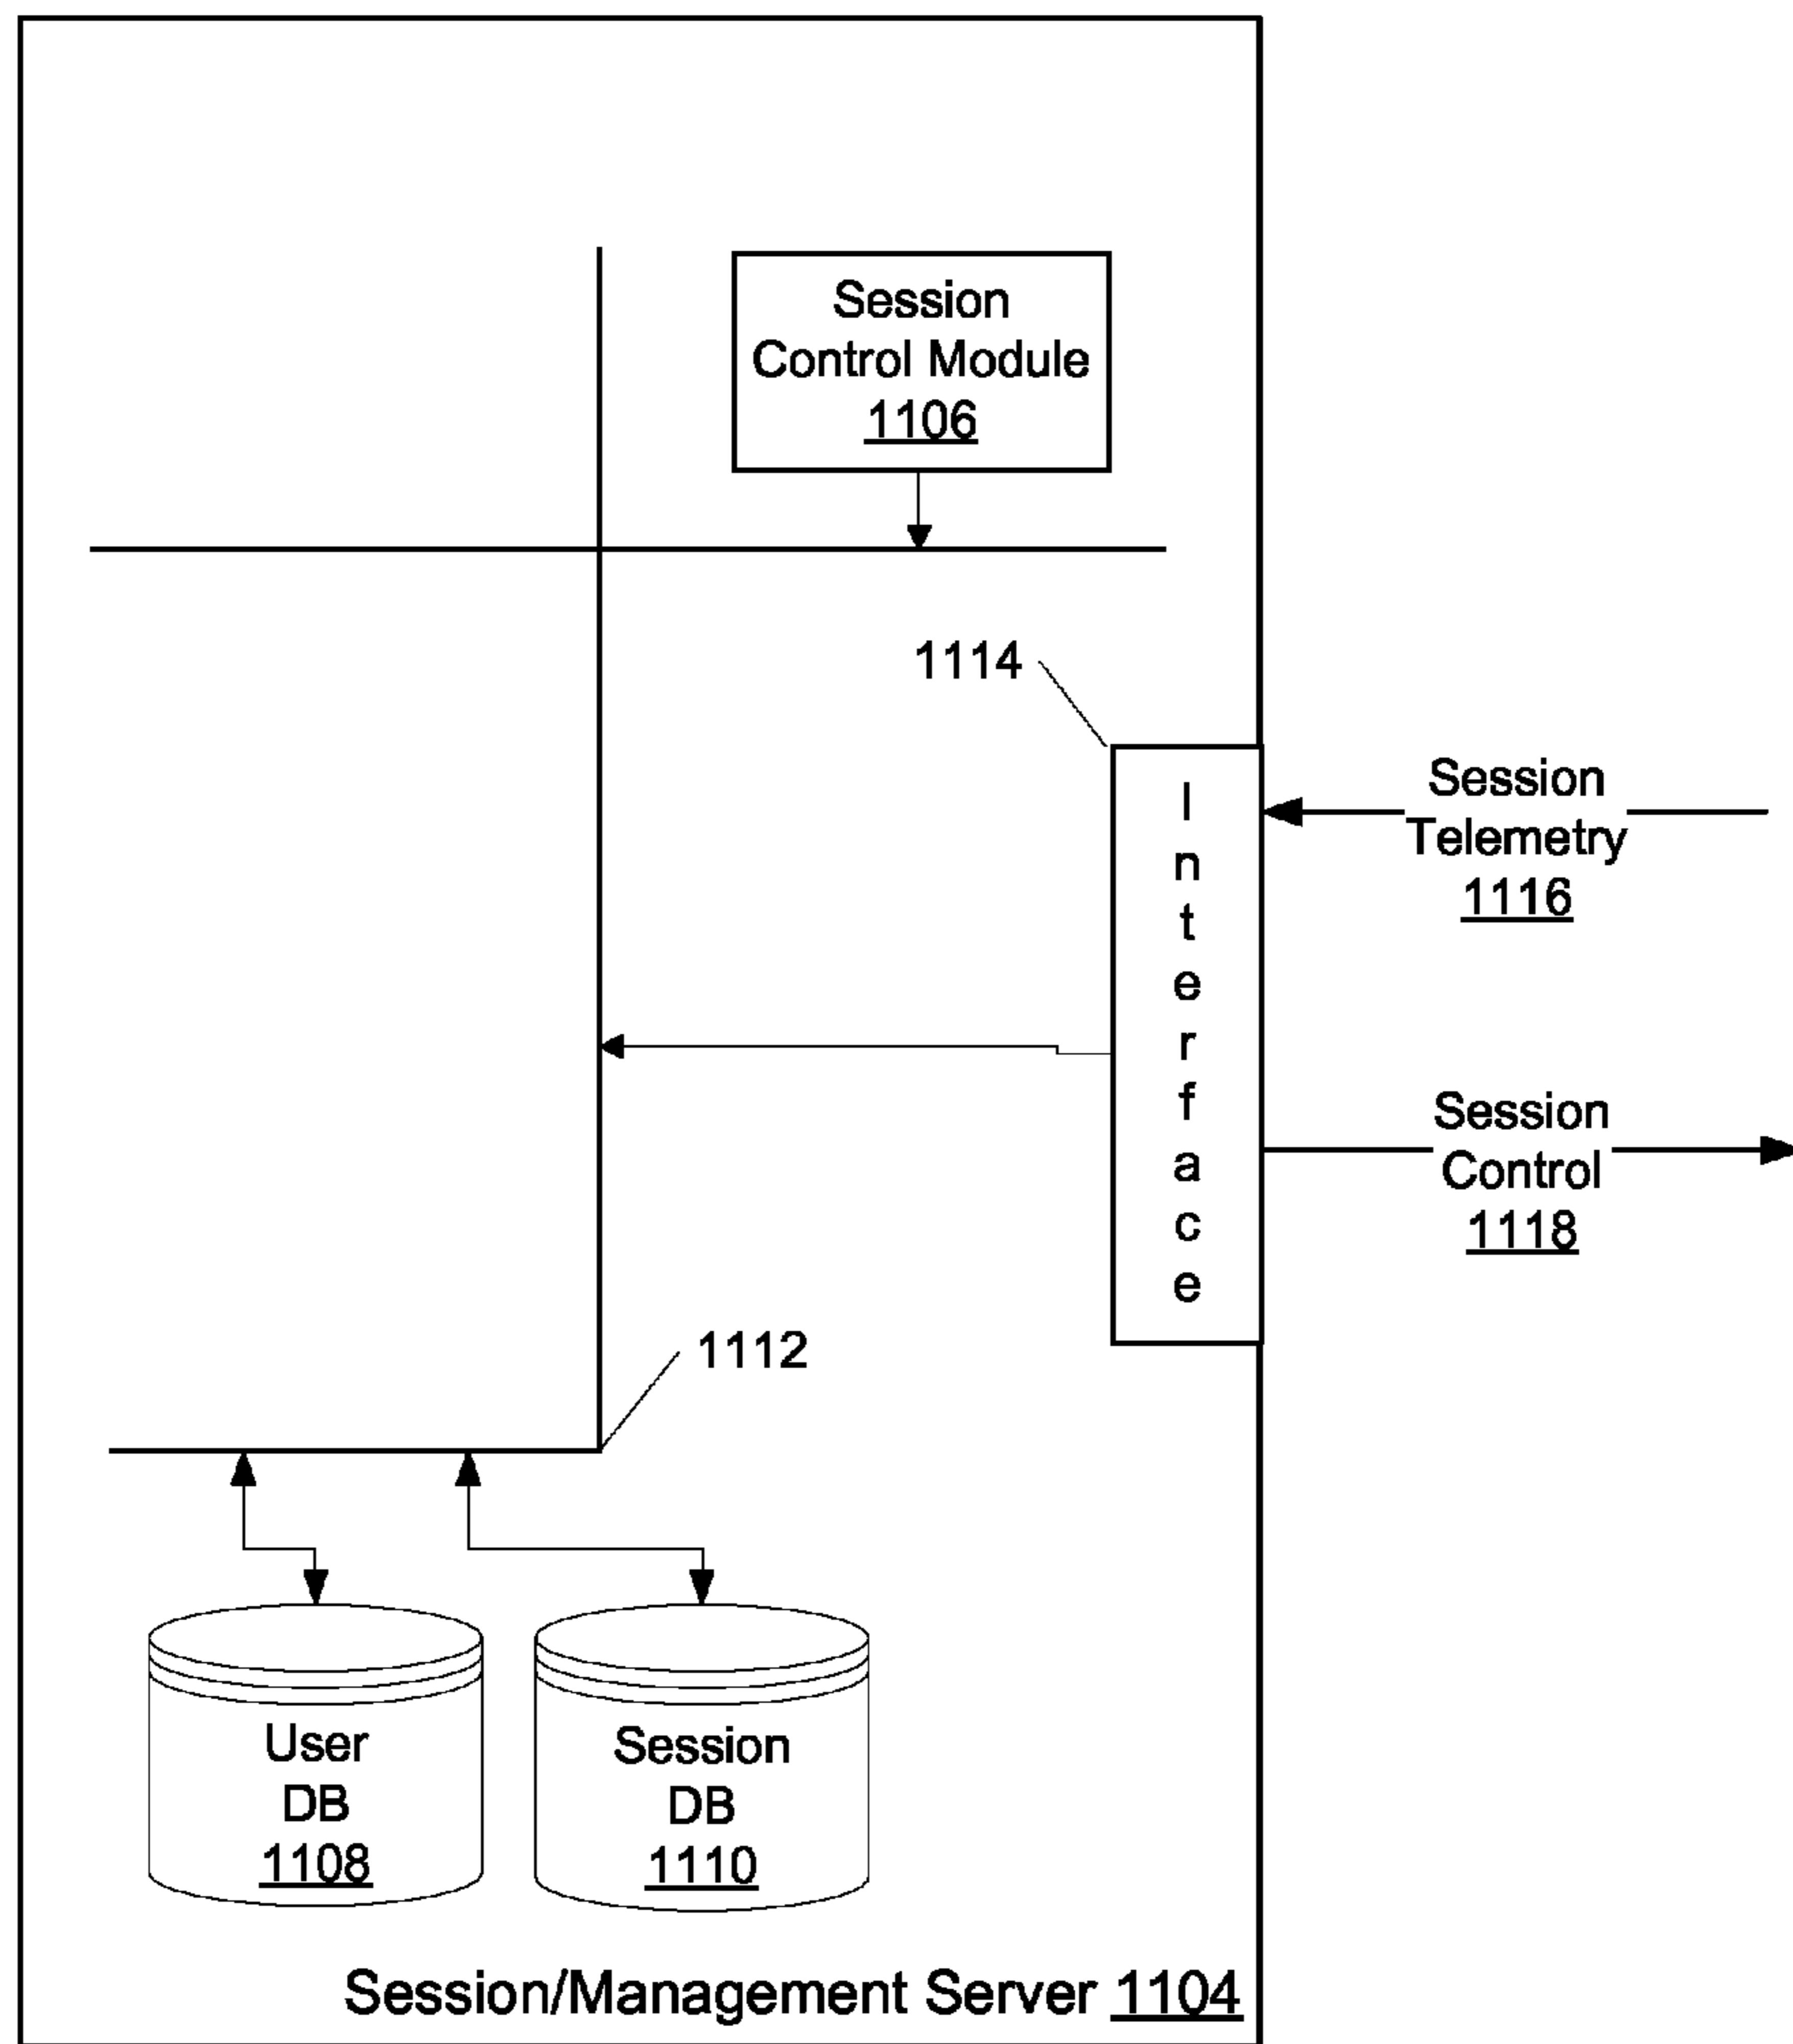 Session
Control Module
1106
1114
Session
Telemetry
1116
Interface
Session
Control
1118
1112
User
DB
1108
Session
DB
1110
Session/Management Server 1104